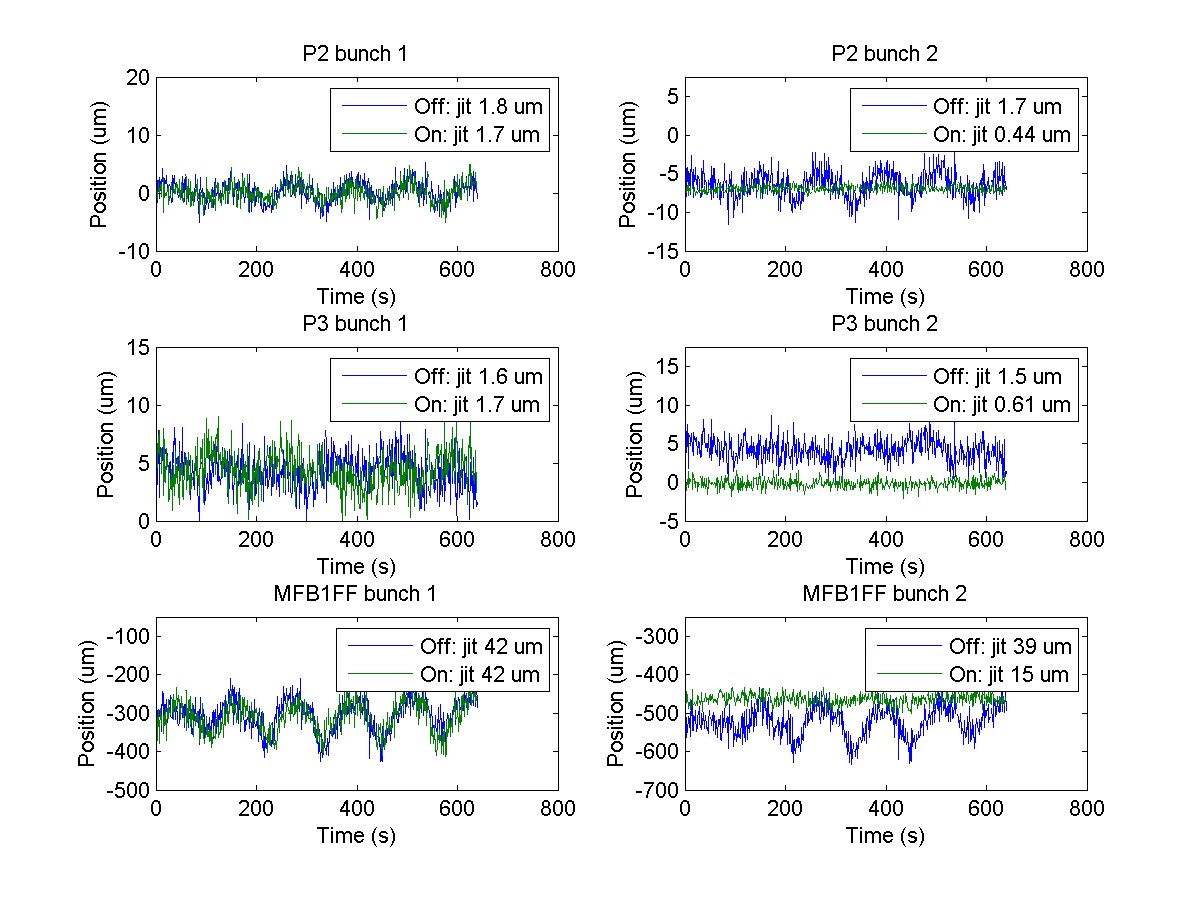 P2 bunch 1
20
10
0
-10
Position (um)
Off: jit 1.8 um
On: jit 1.7 um
0 200 400 600 800
Time (s)
P2 bunch 2
5
0
-5
-10
-15
Position (um)
Off: jit 1.7 um
On: jit 0.44 um
0 200 400 600 800
Time (s)
P3 bunch 1
15
10
5
0
Position (um)
Off: jit 1.6 um
On: jit 1.7 um
0 200 400 600 800
Time (s)
P3 bunch 2
15
10
5
0
-5
Position (um)
Off: jit 1.5 um
On: jit 0.61 um
0 200 400 600 800
Time (s)
MFB1FF bunch 1
-100
-200
-300
-400
-500
Position (um)
Off: jit 42 um
On: jit 42 um
0 200 400 600 800
Time (s)
MFB1FF bunch 2
-300
-400
-500
-600
-700
Position (um)
Off: jit 39 um
On: jit 15 um
0 200 400 600 800
Time (s)